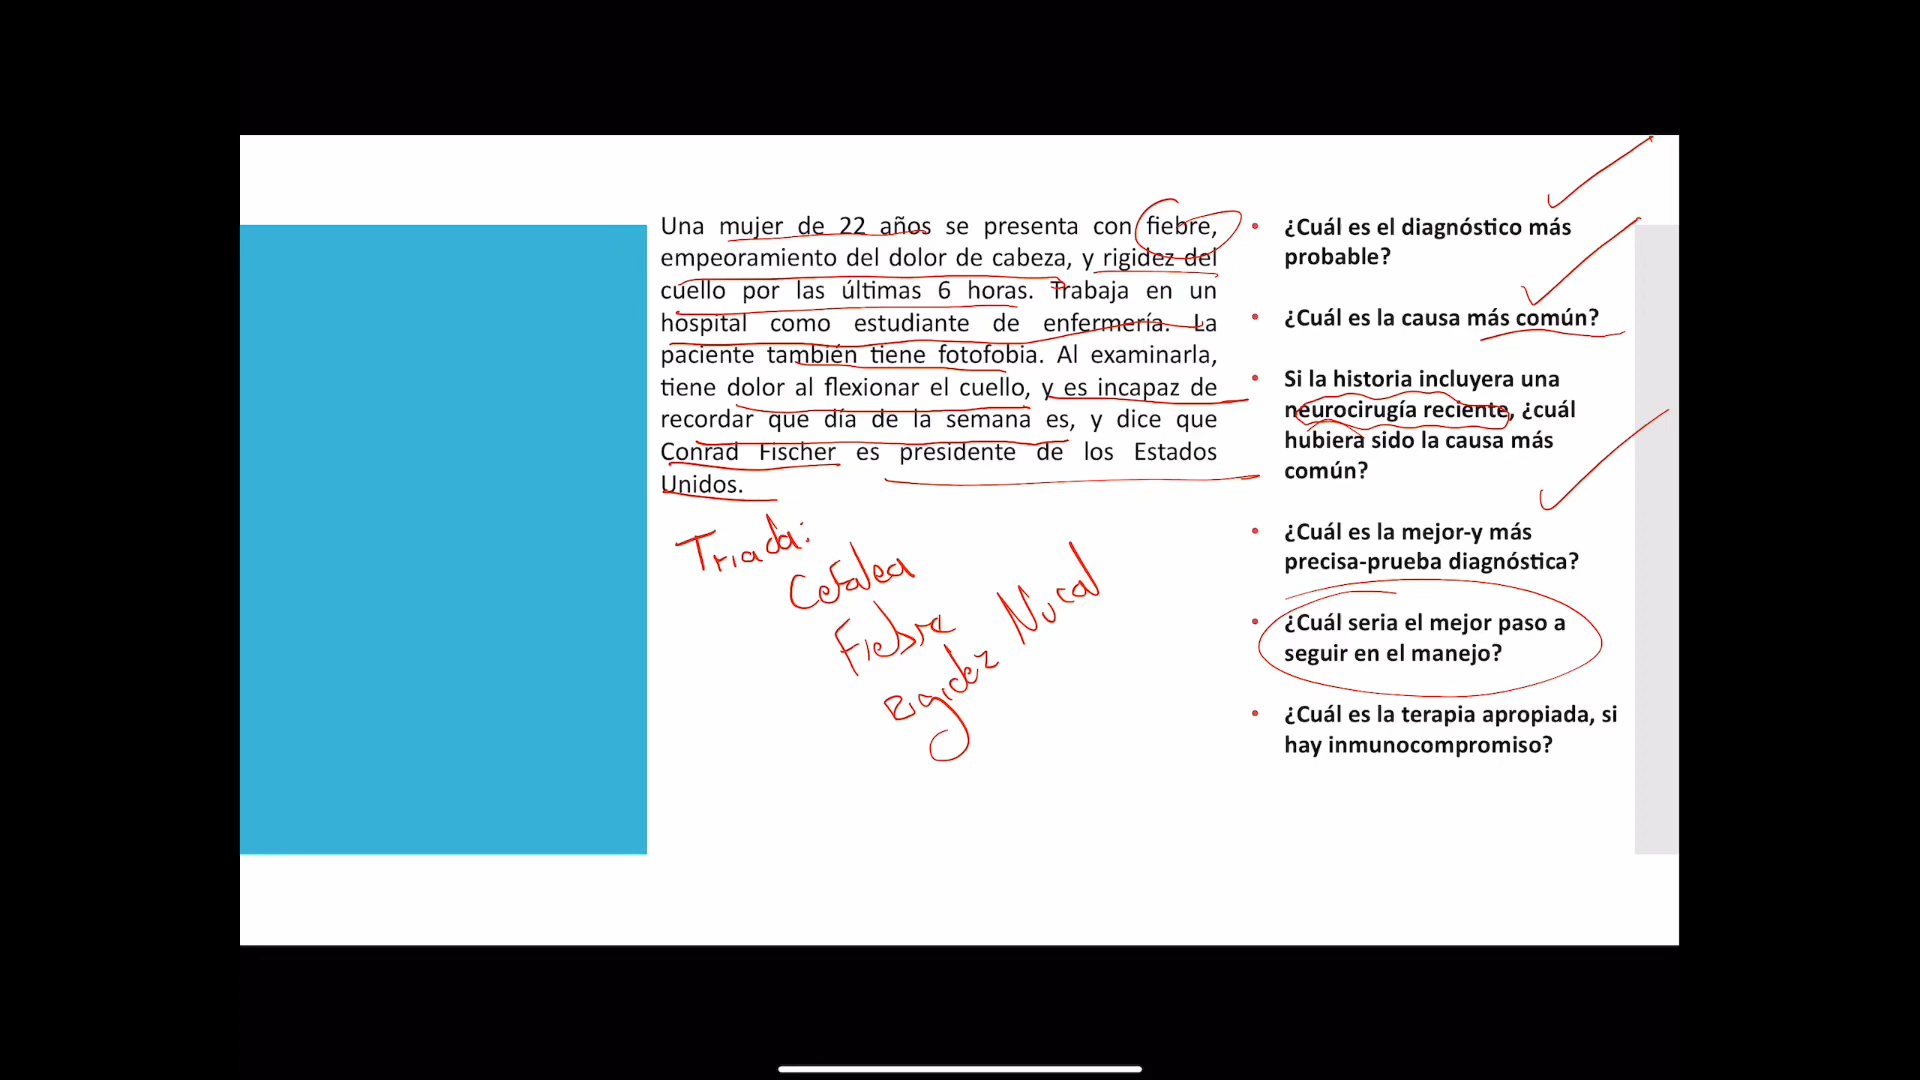 Una mujer de 22 años se presenta con fiebre,
empeoramiento del dolor de cabeza, y rigidez del
cuello por las últimas 6 horas. Trabaja en un
hospital como estudiante de enfermería. La
paciente también tiene fotofobia. Al examinarla,
tiene dolor al flexionar el cuello, y es incapaz de
recordar que día de la semana es, y dice que
Conrad Fischer es presidente de los Estados
Unidos.
Triada:
Cefalea
Fiebre
Rigidez Nucal
• ¿Cuál es el diagnóstico más
probable?
• ¿Cuál es la causa más común?
• Si la historia incluyera una
neurocirugía reciente, ¿cuál
hubiera sido la causa más
común?
• ¿Cuál es la mejor-y más
precisa-prueba diagnóstica?
• ¿Cuál seria el mejor paso a
seguir en el manejo?
• ¿Cuál es la terapia apropiada, si
hay inmunocompromiso?